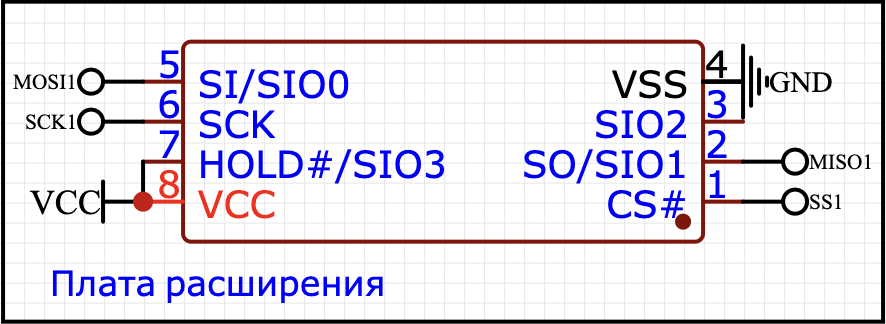 MOSI1 5 SI/SIO0 VSS 4 GND
SCK1 6 SCK SIO2 3
7 HOLD#/SIO3 SO/SIO1 2 MISO1
VCC 8 VCC CS# 1 SS1
Плата расширения